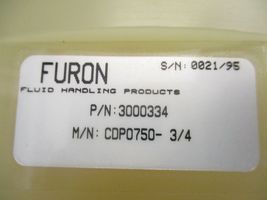 FURON
S/N: 0021/95
FLUID HANDLING PRODUCTS
P/N: 3000334
M/N: CDP0750- 3/4